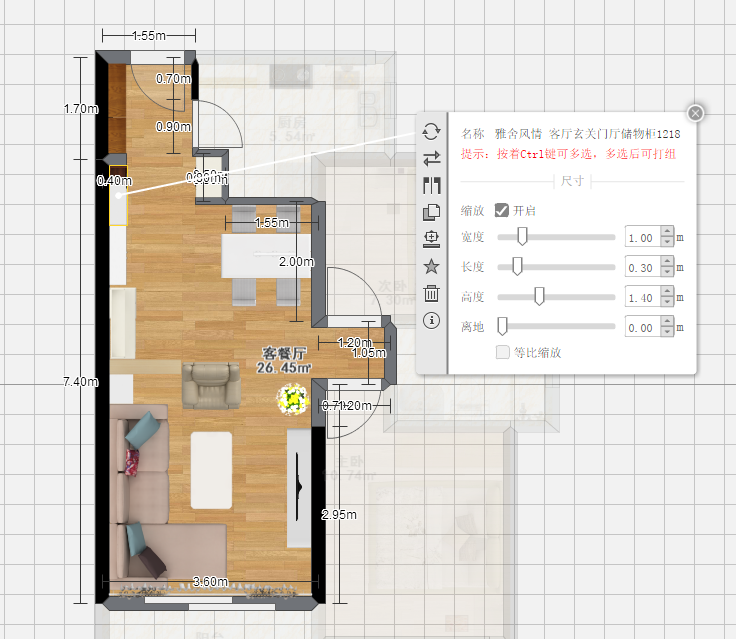 1.55m
0.70m
1.70m
厨房
5.54㎡
0.90m
名称 雅舍风情 客厅玄关门厅储物柜1218
提示：按着Ctrl键可多选，多选后可打组
尺寸
0.40m
缩放 开启
1.55m
宽度 1.00 m
2.00m
长度 0.30 m
次卧
高度 1.40 m
离地 0.00 m
1.20m
1.05m
等比缩放
客餐厅
26.45㎡
7.40m
1.20m
主卧
2.95m
3.60m